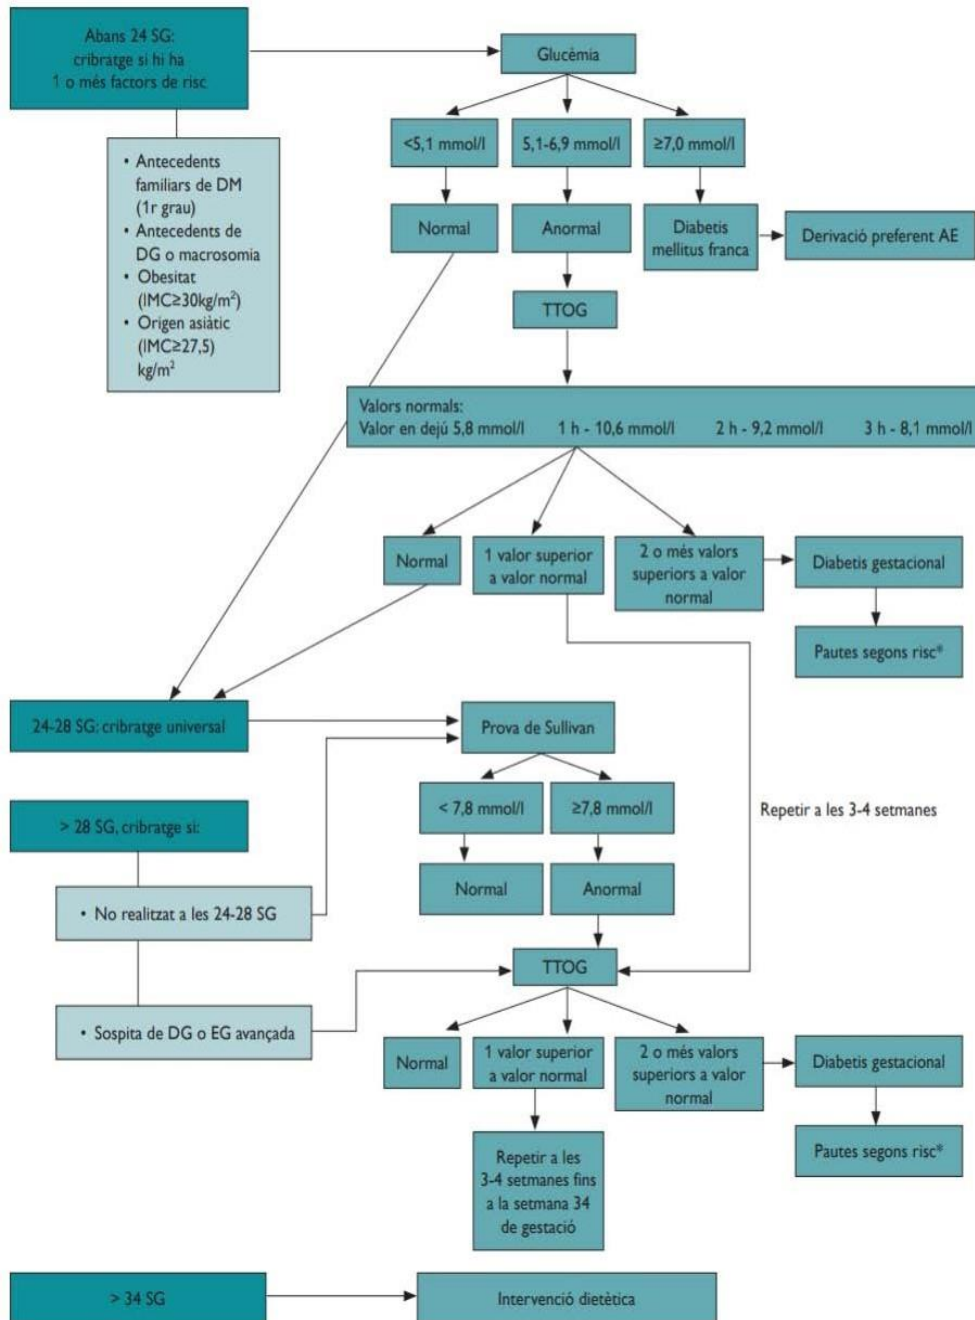 Abans 24 SG:
cribratge si hi ha
1 o més factors de risc
Glucèmia
<5,1 mmol/l
5,1-6,9 mmol/l
≥7,0 mmol/l
• Antecedents
familiars de DM
(1r grau)
• Antecedents de
DG o macrosomia
• Obesitat
(IMC≥30kg/m²)
• Origen asiàtic
(IMC≥27,5)
kg/m²
Normal
Anormal
Diabetis
mellitus franca
Derivació preferent AE
TTOG
Valors normals:
Valor en dejú 5,8 mmol/l 1 h - 10,6 mmol/l 2 h - 9,2 mmol/l 3 h - 8,1 mmol/l
Normal
1 valor superior
a valor normal
2 o més valors
superiors a valor
normal
Diabetis gestacional
Pautes segons risc*
24-28 SG: cribratge universal
Prova de Sullivan
< 7,8 mmol/l
≥7,8 mmol/l
Repetir a les 3-4 setmanes
> 28 SG, cribratge si:
Normal
Anormal
• No realitzat a les 24-28 SG
TTOG
• Sospita de DG o EG avançada
Normal
1 valor superior
a valor normal
2 o més valors
superiors a valor
normal
Diabetis gestacional
Pautes segons risc*
Repetir a les
3-4 setmanes fins
a la setmana 34
de gestació
> 34 SG
Intervenció dietètica